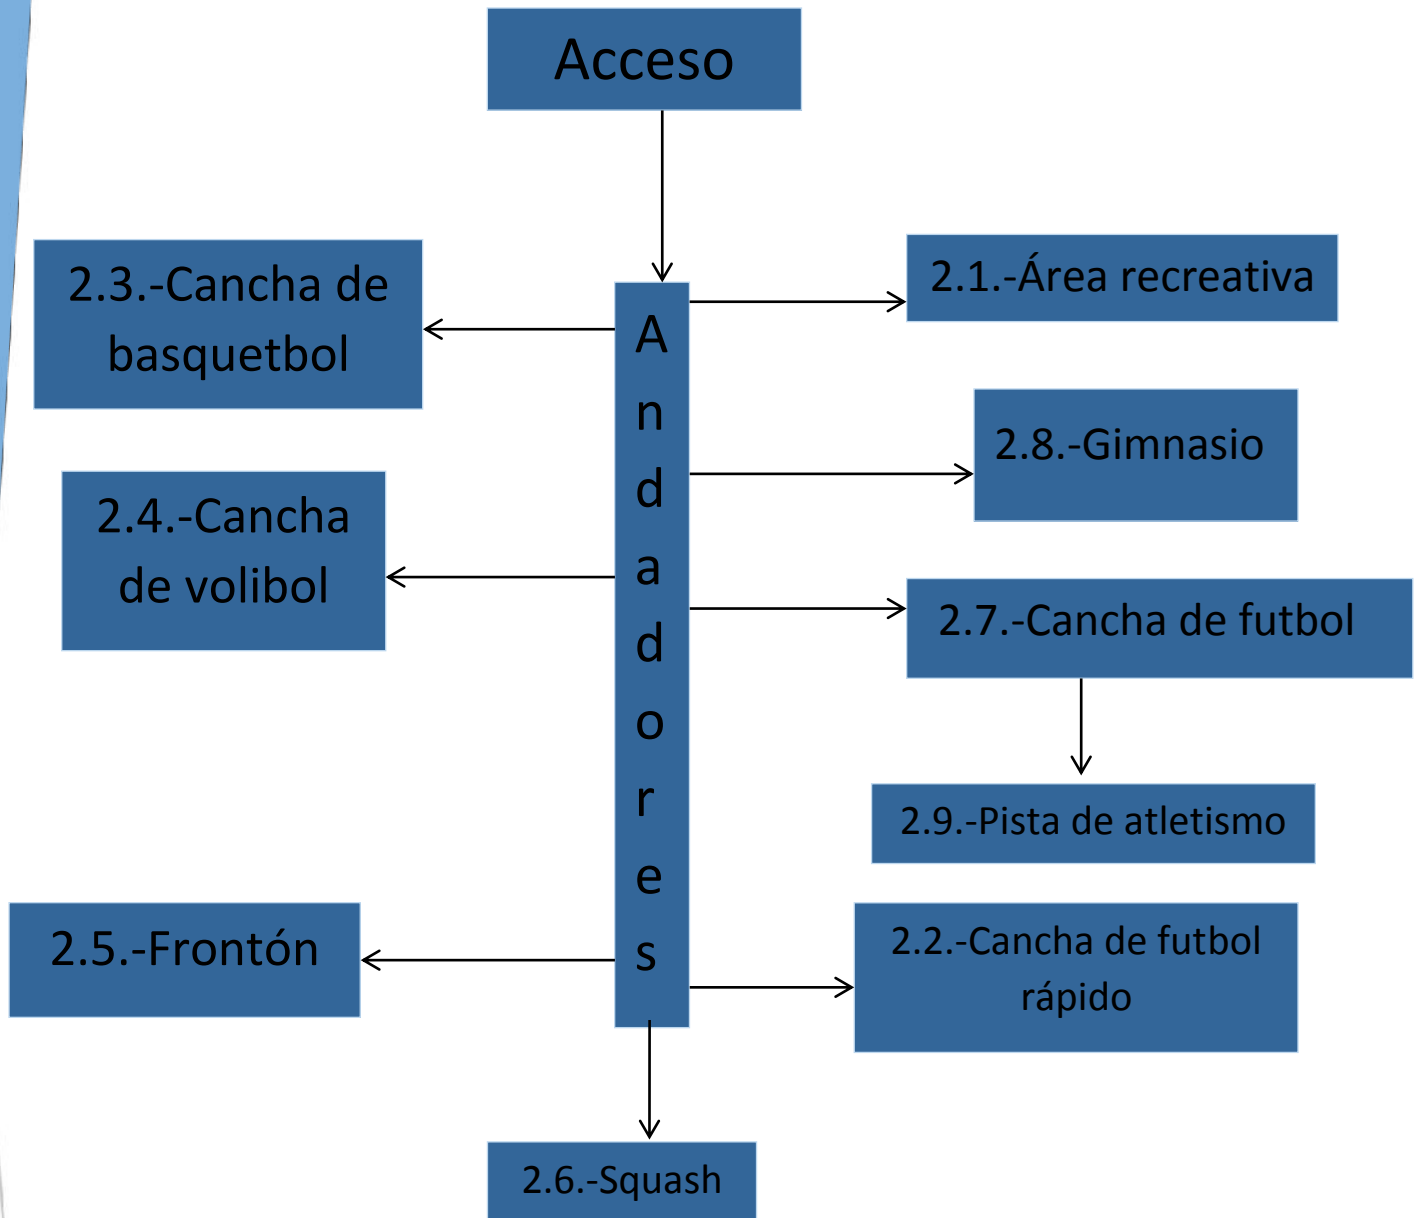 Acceso
2.3.-Cancha de
basquetbol
2.4.-Cancha
de volibol
2.5.-Frontón
A
n
d
a
d
o
r
e
s
2.1.-Área recreativa
2.8.-Gimnasio
2.7.-Cancha de futbol
2.9.-Pista de atletismo
2.2.-Cancha de futbol
rápido
2.6.-Squash